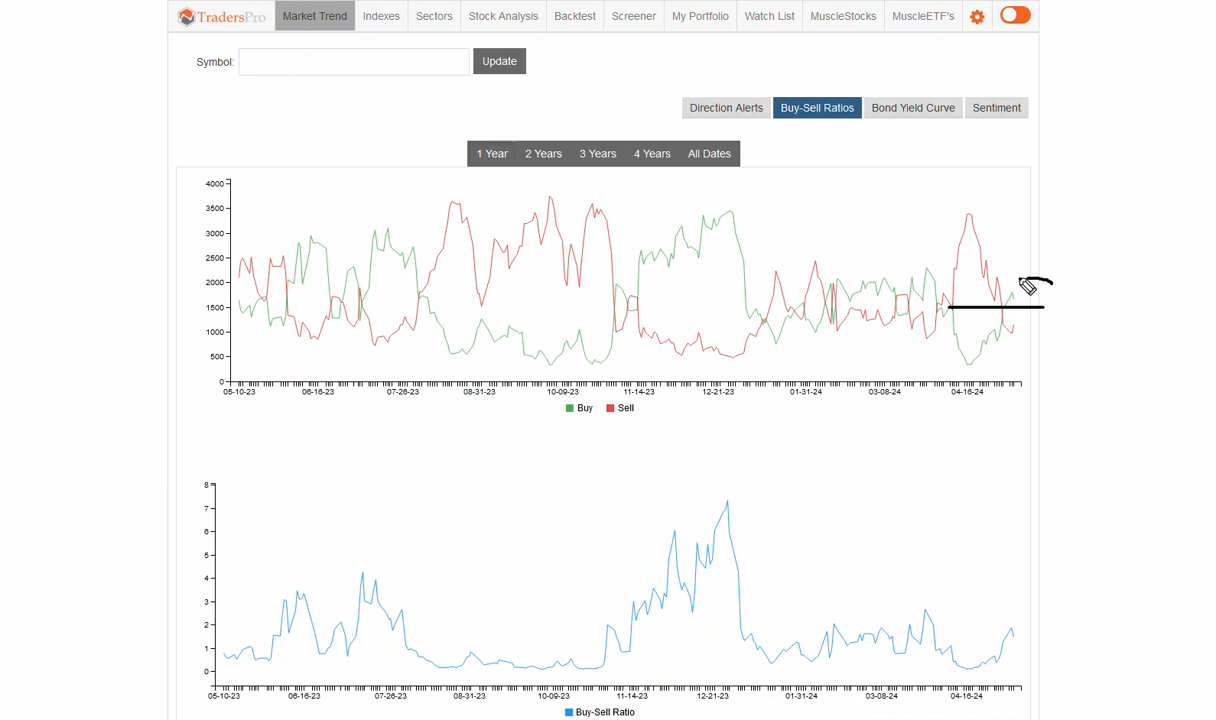 TradersPro Market Trend Indexes Sectors Stock Analysis Backtest Screener My Portfolio Watch List MuscleStocks MuscleETF's
Symbol: Update
Direction Alerts Buy-Sell Ratios Bond Yield Curve Sentiment
1 Year 2 Years 3 Years 4 Years All Dates
4000
3500
3000
2500
2000
1500
1000
500
0
05-10-23 06-16-23 07-26-23 08-31-23 10-09-23 11-14-23 12-21-23 01-31-24 03-08-24 04-16-24
Buy Sell
8
7
6
5
4
3
2
1
0
05-10-23 06-16-23 07-26-23 08-31-23 10-09-23 11-14-23 12-21-23 01-31-24 03-08-24 04-16-24
Buy-Sell Ratio